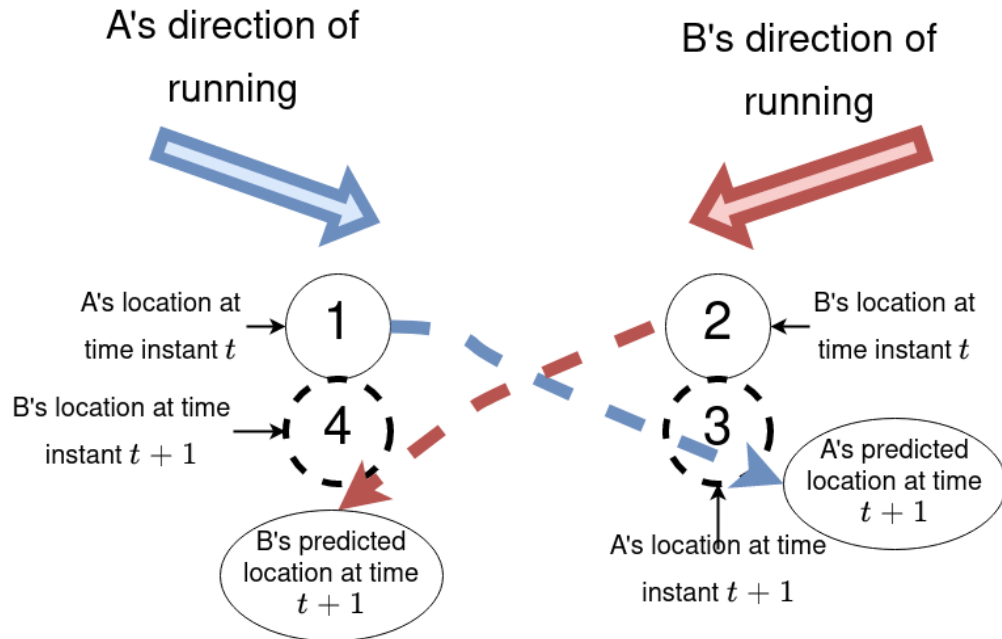 A's direction of
running
B's direction of
running
A's location at
time instant t
1
2
B's location at
time instant t
B's location at time
instant t + 1
4
3
A's predicted
location at time
t + 1
B's predicted
location at time
t + 1
A's location at time
instant t + 1